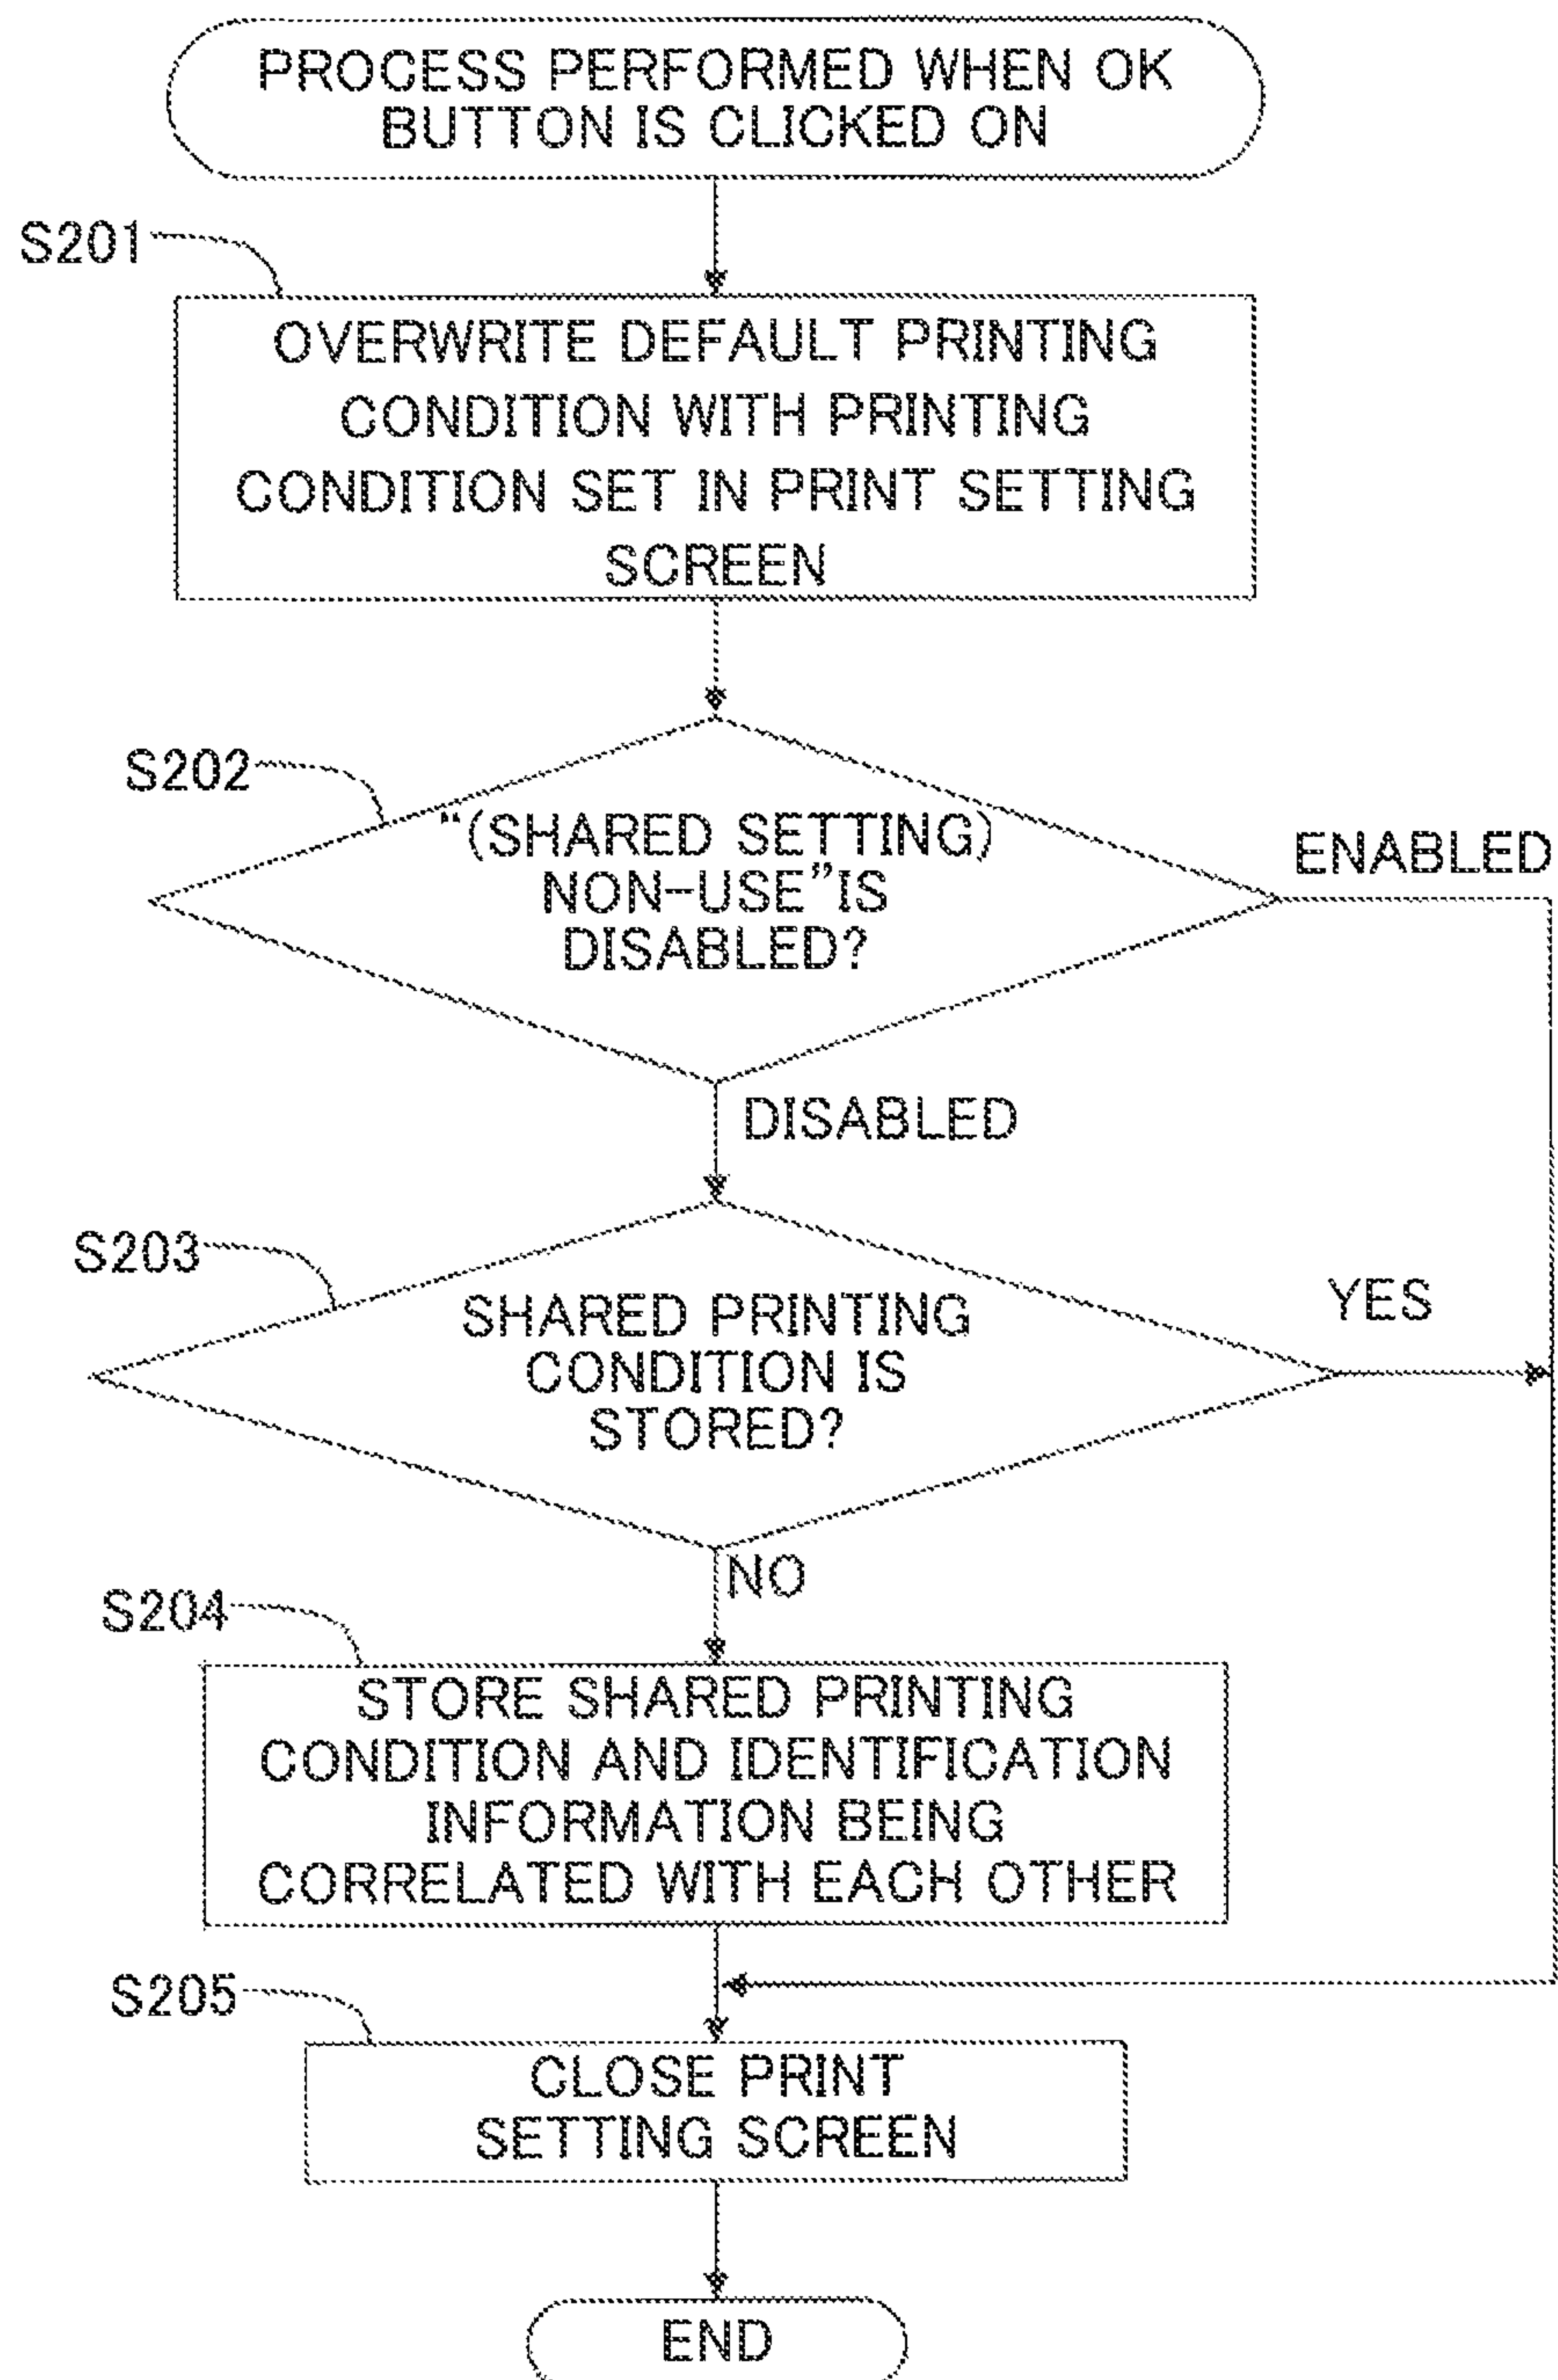 PROCESS PERFORMED WHEN OK
BUTTON IS CLICKED ON
S201
OVERWRITE DEFAULT PRINTING
CONDITION WITH PRINTING
CONDITION SET IN PRINT SETTING
SCREEN
S202
“(SHARED SETTING)
NON-USE”IS
DISABLED?
ENABLED
DISABLED
S203
SHARED PRINTING
CONDITION IS
STORED?
YES
NO
S204
STORE SHARED PRINTING
CONDITION AND IDENTIFICATION
INFORMATION BEING
CORRELATED WITH EACH OTHER
S205
CLOSE PRINT
SETTING SCREEN
END